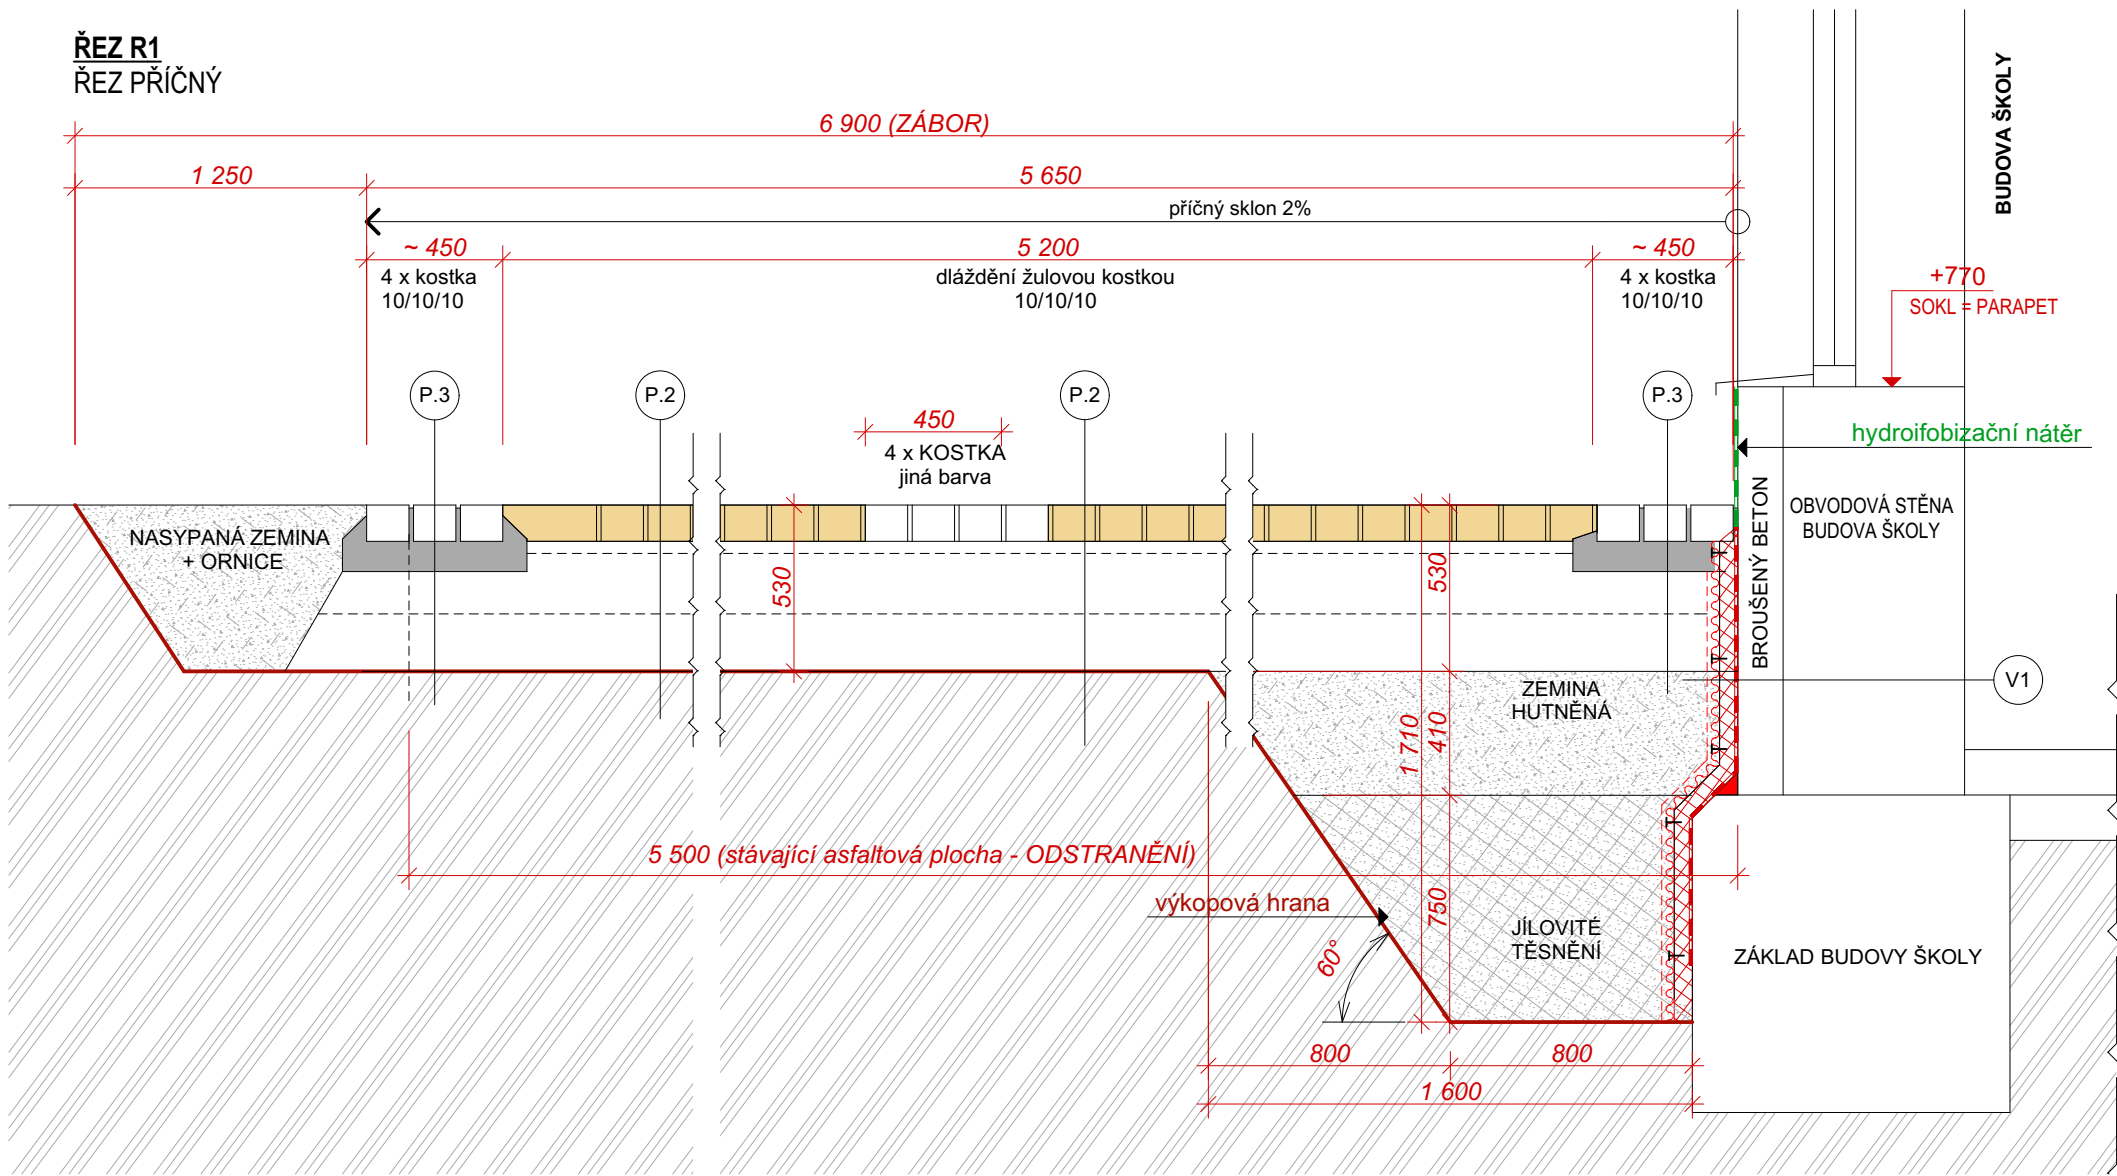 ŘEZ R1
ŘEZ PŘÍČNÝ
6 900 (ZÁBOR)
1 250
5 650
příčný sklon 2%
~ 450
5 200
~ 450
4 x kostka
10/10/10
dláždění žulovou kostkou
10/10/10
4 x kostka
10/10/10
BUDOVA ŠKOLY
+770
SOKL = PARAPET
P.3
P.2
P.2
P.3
450
4 x KOSTKA
jiná barva
hydroifobizační nátěr
NASYPANÁ ZEMINA
+ ORNICE
OBVODOVÁ STĚNA
BUDOVA ŠKOLY
BROUŠENÝ BETON
530
530
ZEMINA
HUTNĚNÁ
V1
1 710
410
5 500 (stávající asfaltová plocha - ODSTRANĚNÍ)
výkopová hrana
750
60°
JÍLOVITÉ
TĚSNĚNÍ
ZÁKLAD BUDOVY ŠKOLY
800
800
1 600